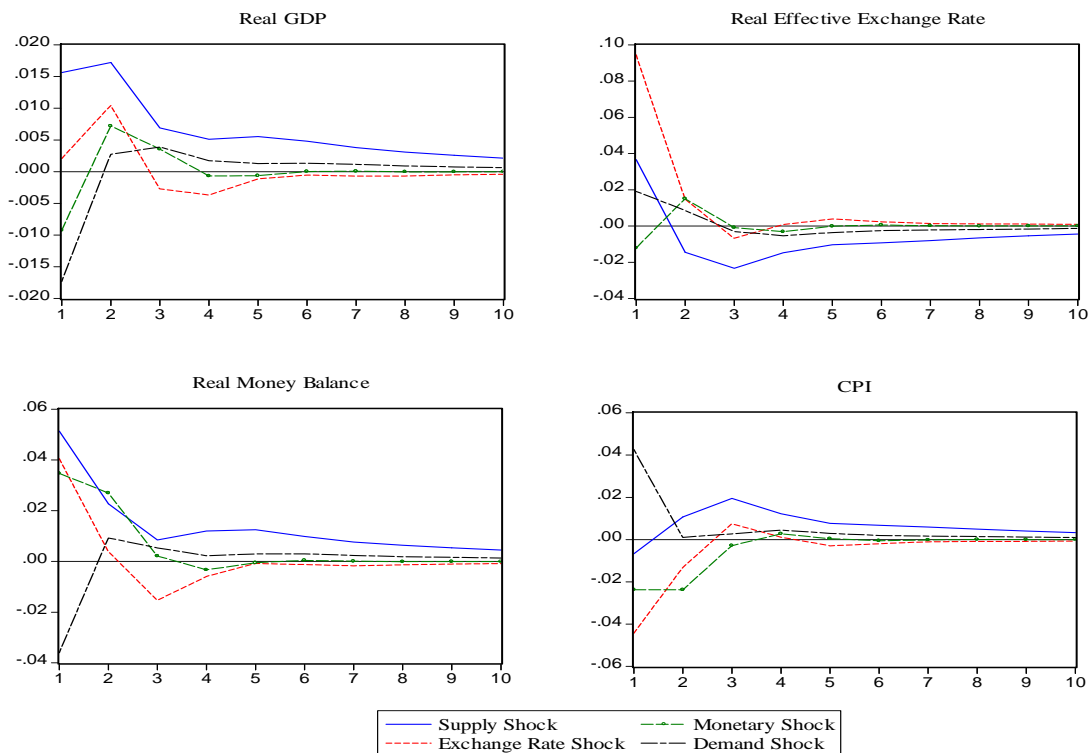 Real GDP
.020
.015
.010
.005
.000
-.005
-.010
-.015
-.020
1 2 3 4 5 6 7 8 9 10
Real Effective Exchange Rate
.10
.08
.06
.04
.02
.00
-.02
-.04
1 2 3 4 5 6 7 8 9 10
Real Money Balance
.06
.04
.02
.00
-.02
-.04
1 2 3 4 5 6 7 8 9 10
CPI
.06
.04
.02
.00
-.02
-.04
-.06
1 2 3 4 5 6 7 8 9 10
Supply Shock
Monetary Shock
Exchange Rate Shock
Demand Shock